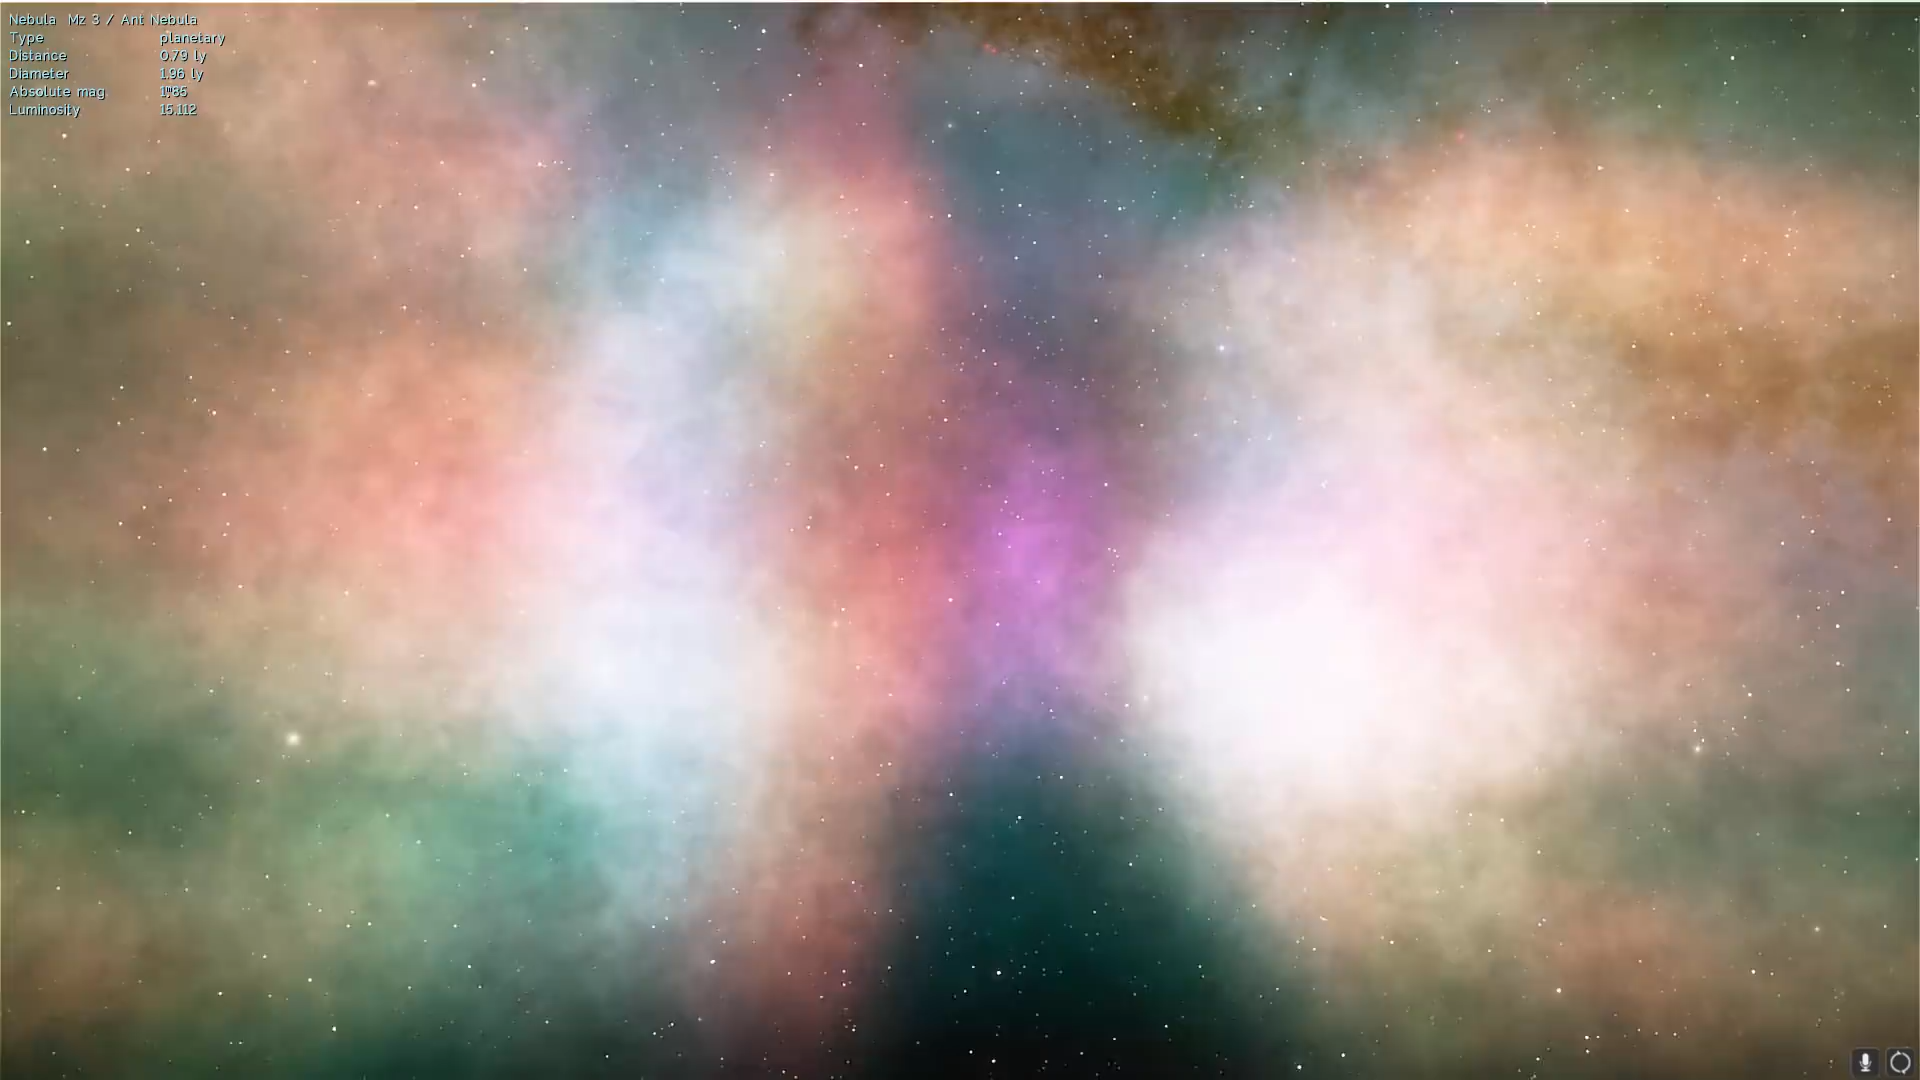 Nebula Mz 3 / Ant Nebula
Type planetary
Distance 0.79 ly
Diameter 1.96 ly
Absolute mag. 1ᵐ85
Luminosity 15.112